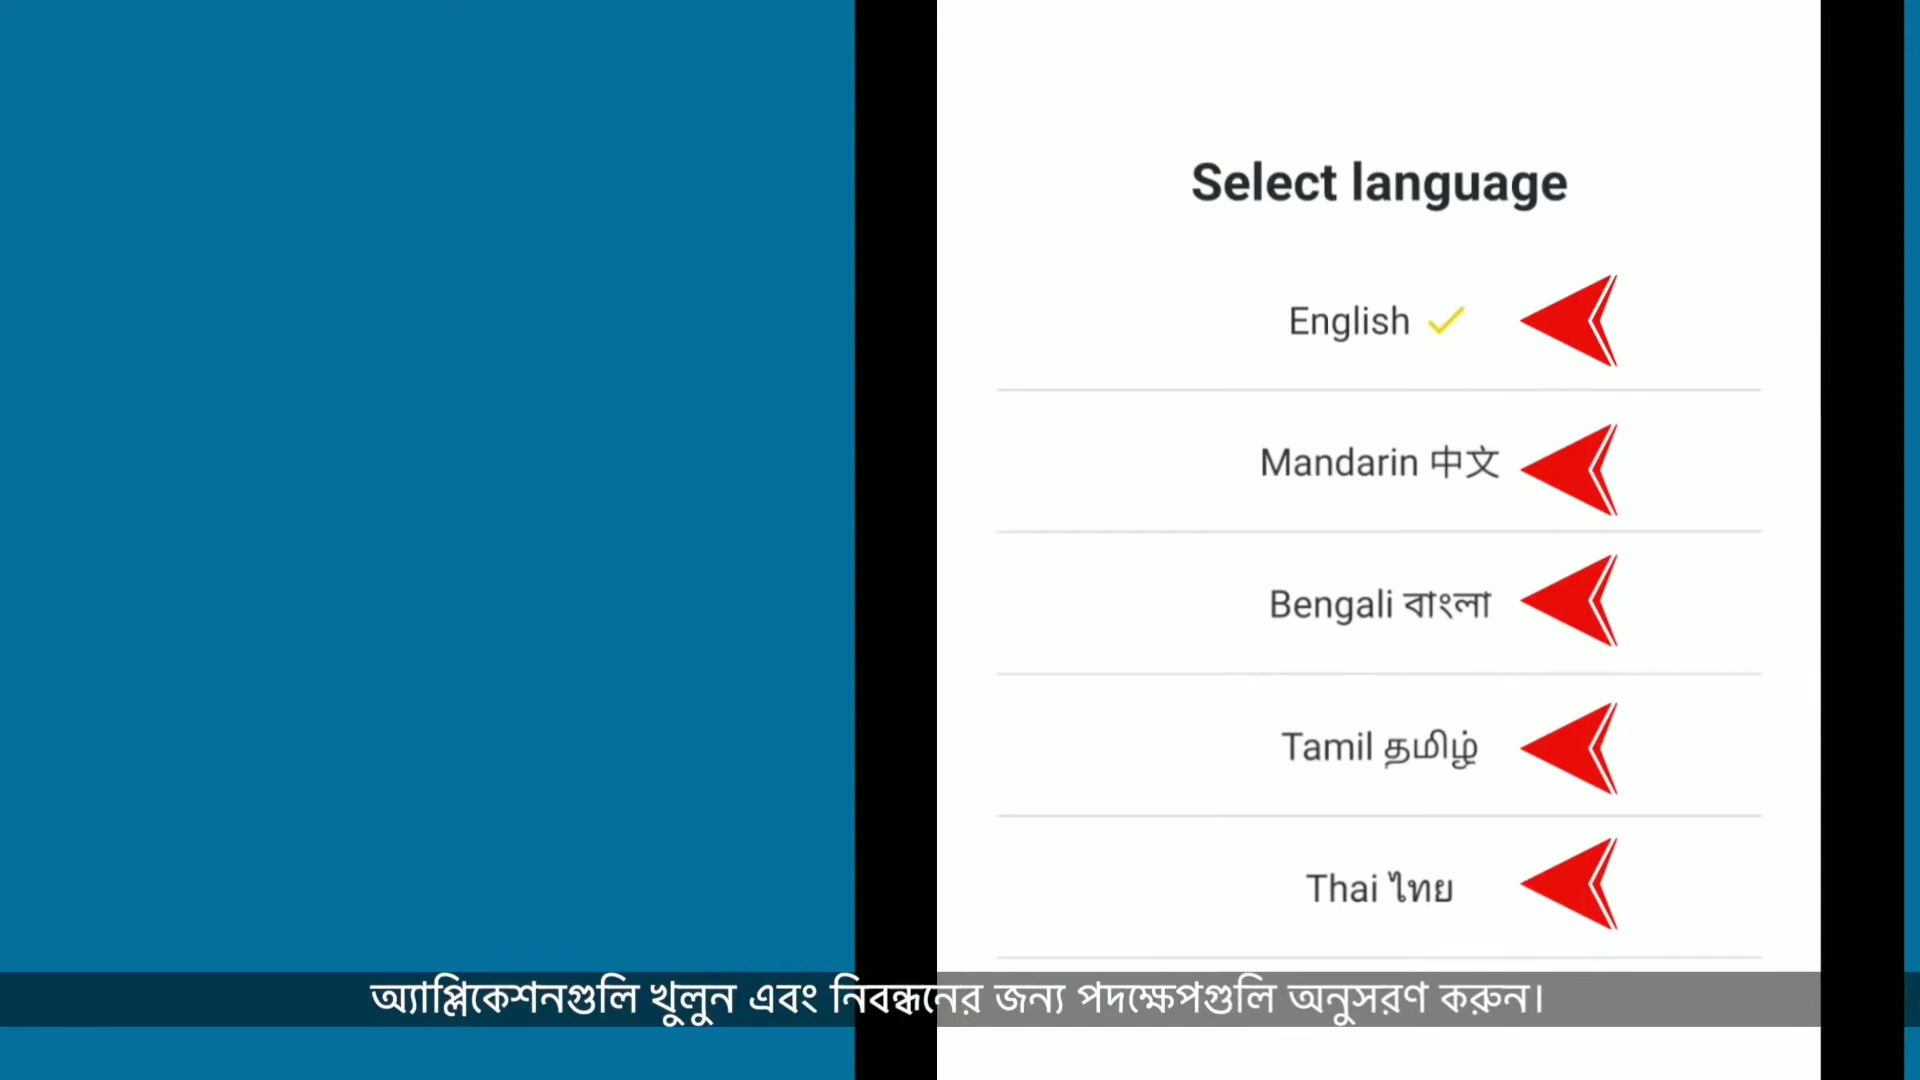 Select language
English
Mandarin 中文
Bengali বাংলা
Tamil தமிழ்
Thai ไทย
অ্যাপ্লিকেশনগুলি খুলুন এবং নিবন্ধনের জন্য পদক্ষেপগুলি অনুসরণ করুন।